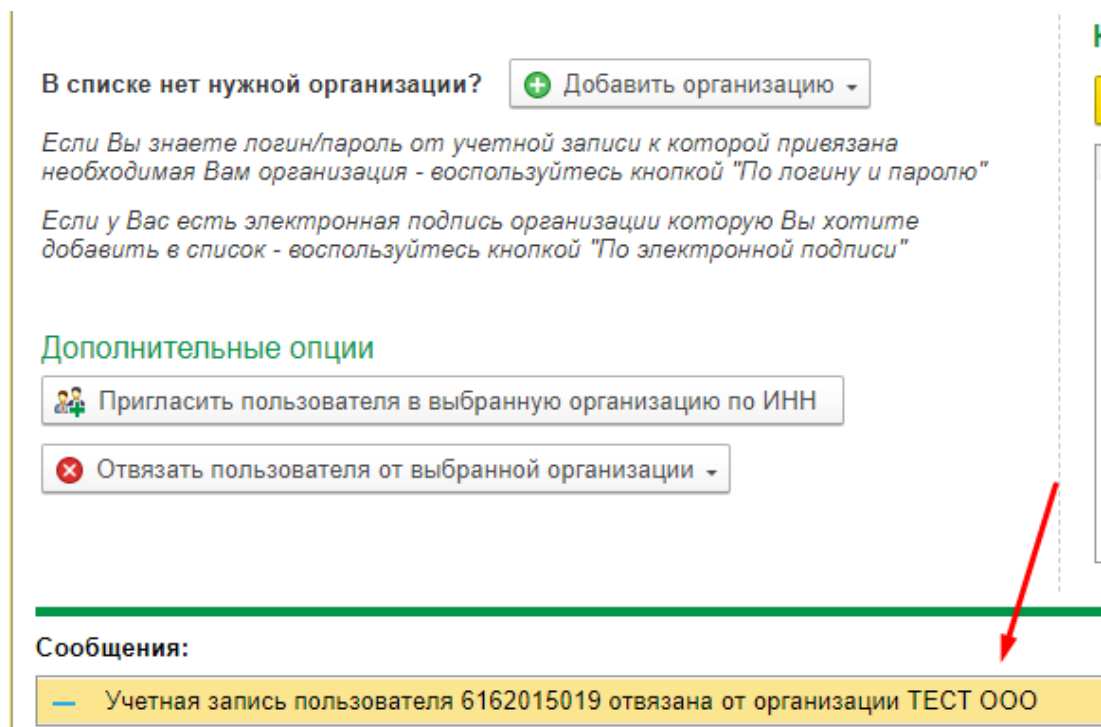 В списке нет нужной организации?
Добавить организацию
Если Вы знаете логин/пароль от учетной записи к которой привязана
необходимая Вам организация - воспользуйтесь кнопкой "По логину и паролю"
Если у Вас есть электронная подпись организации которую Вы хотите
добавить в список - воспользуйтесь кнопкой "По электронной подписи"
Дополнительные опции
Пригласить пользователя в выбранную организацию по ИНН
Отвязать пользователя от выбранной организации
Сообщения:
Учетная запись пользователя 6162015019 отвязана от организации ТЕСТ ООО